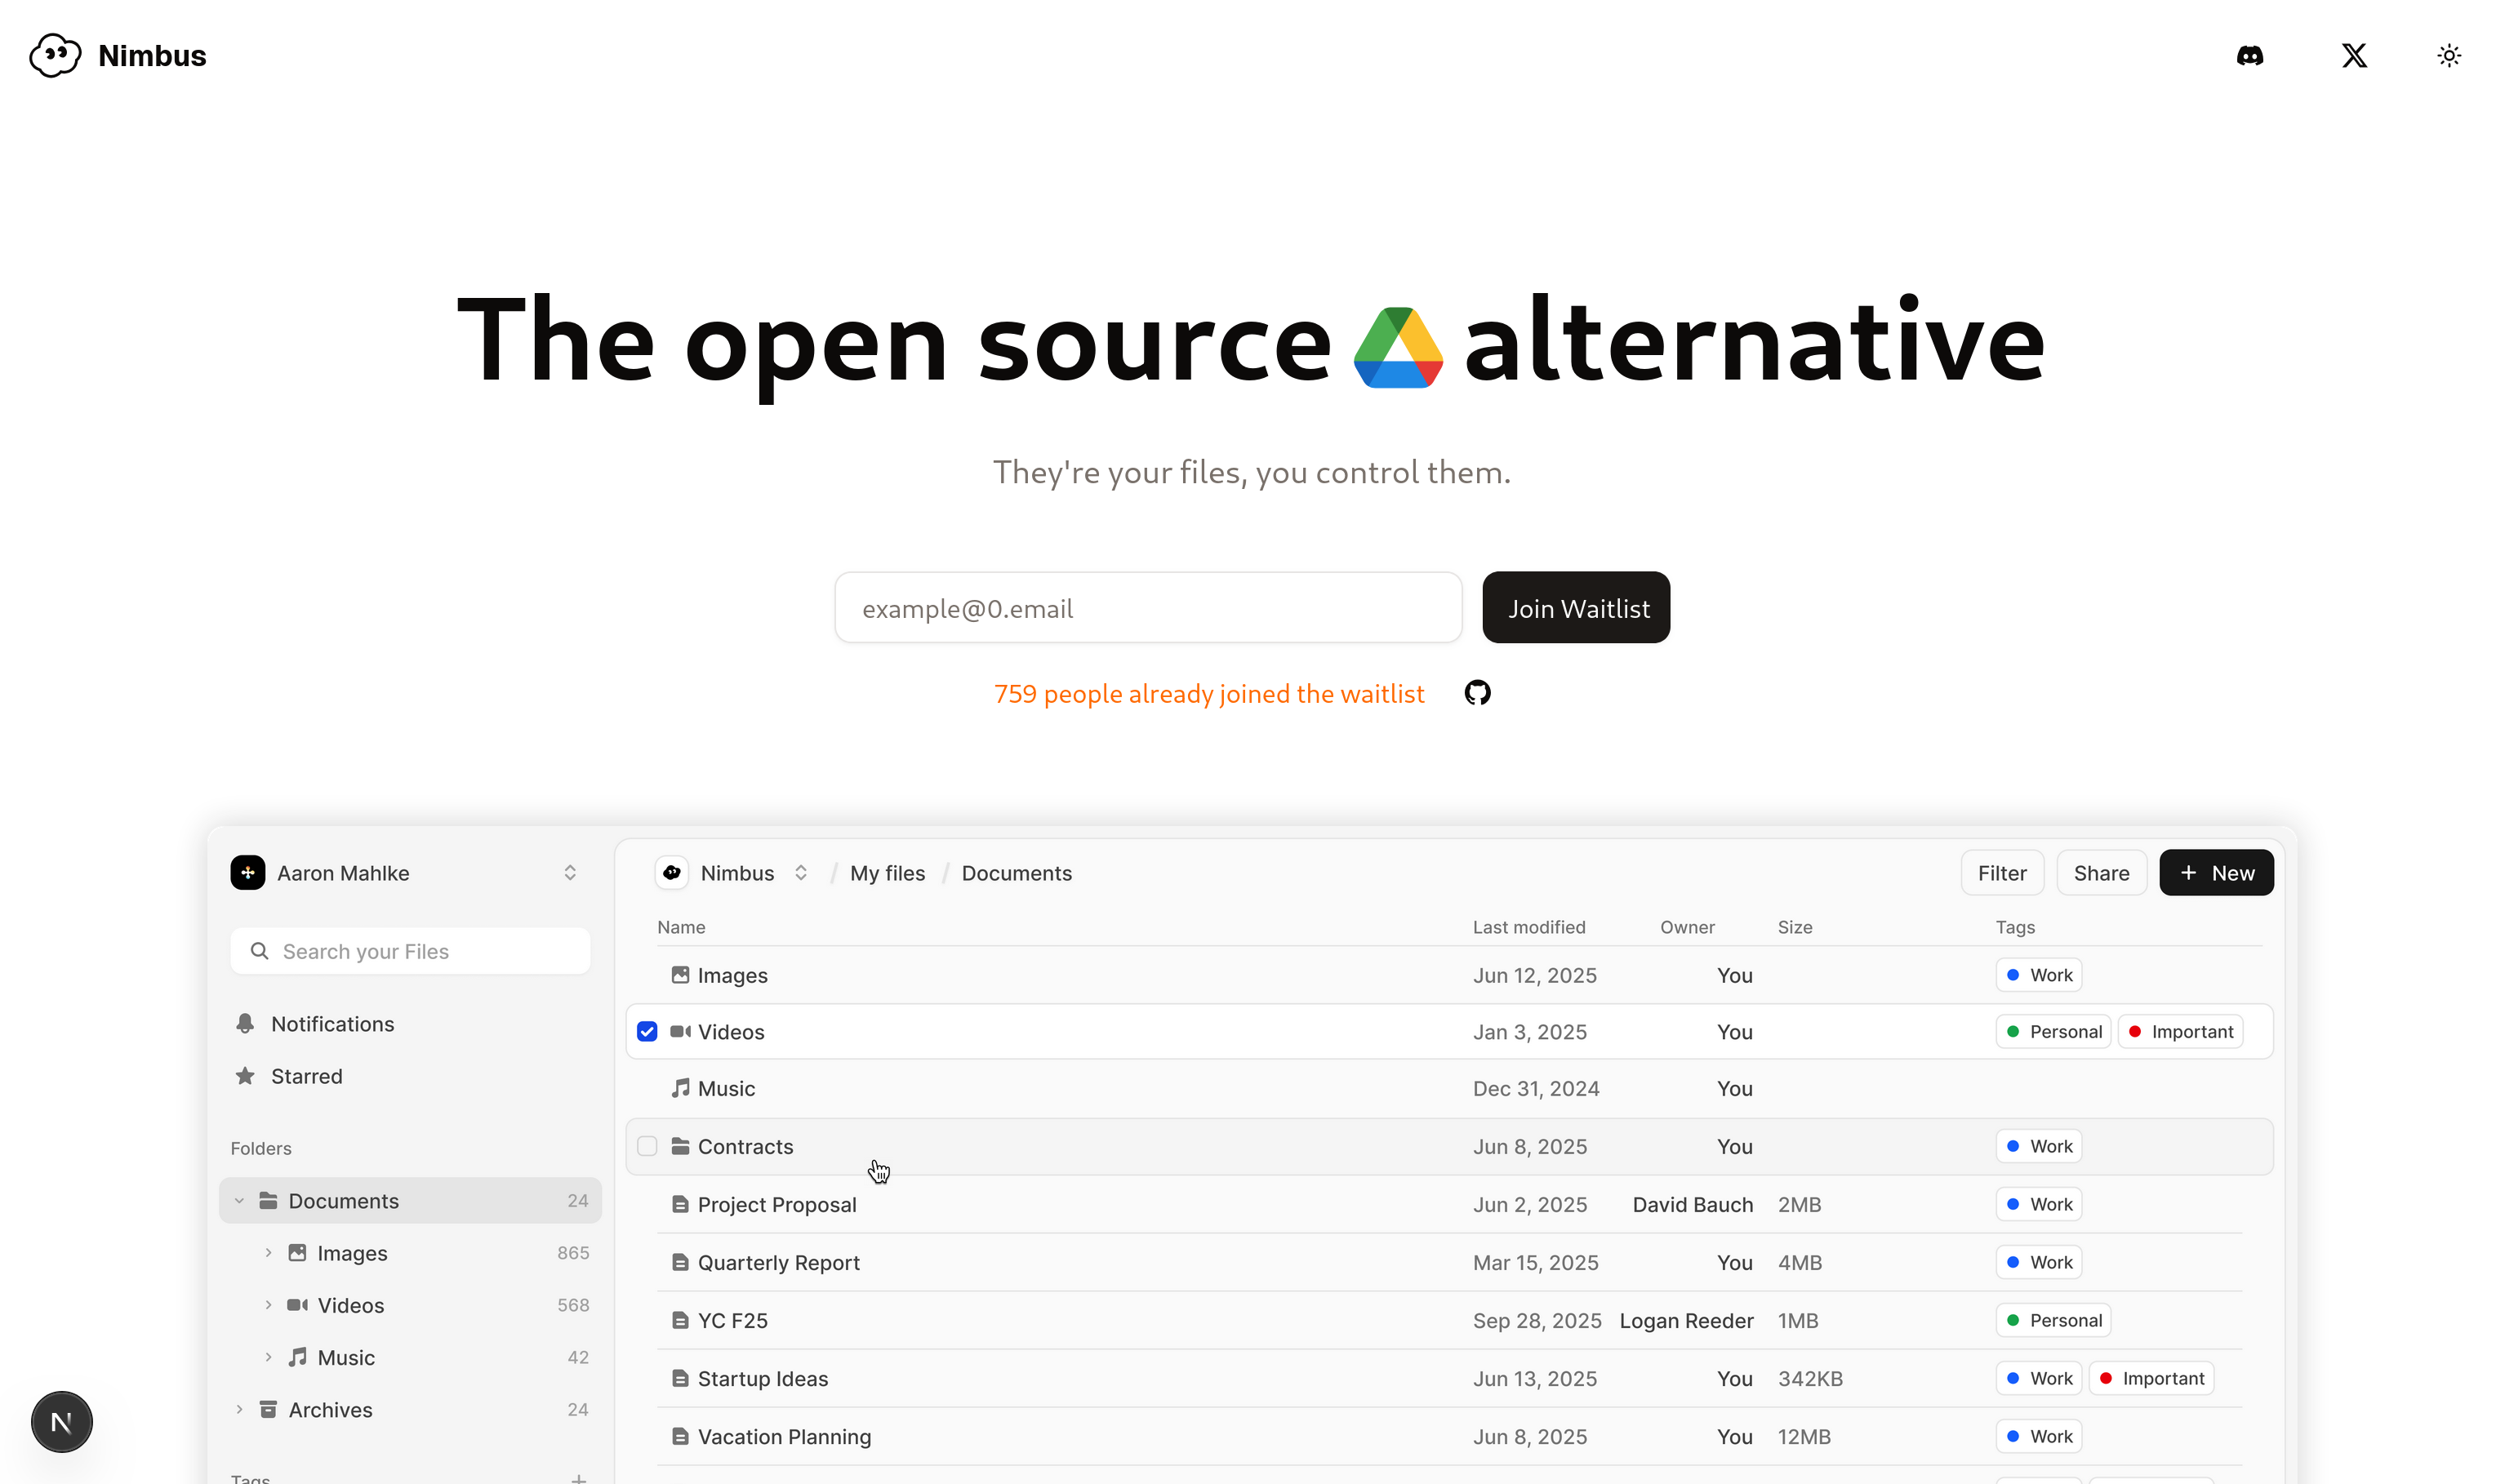 Nimbus
The open source alternative
They're your files, you control them.
example@0.email
Join Waitlist
759 people already joined the waitlist
Aaron Mahlke
Search your Files
Notifications
Starred
Folders
Documents 24
Images 865
Videos 568
Music 42
Archives 24
Tags
Nimbus / My files / Documents
Filter Share + New
Name Last modified Owner Size Tags
Images Jun 12, 2025 You Work
Videos Jan 3, 2025 You Personal Important
Music Dec 31, 2024 You
Contracts Jun 8, 2025 You Work
Project Proposal Jun 2, 2025 David Bauch 2MB Work
Quarterly Report Mar 15, 2025 You 4MB Work
YC F25 Sep 28, 2025 Logan Reeder 1MB Personal
Startup Ideas Jun 13, 2025 You 342KB Work Important
Vacation Planning Jun 8, 2025 You 12MB Work
N